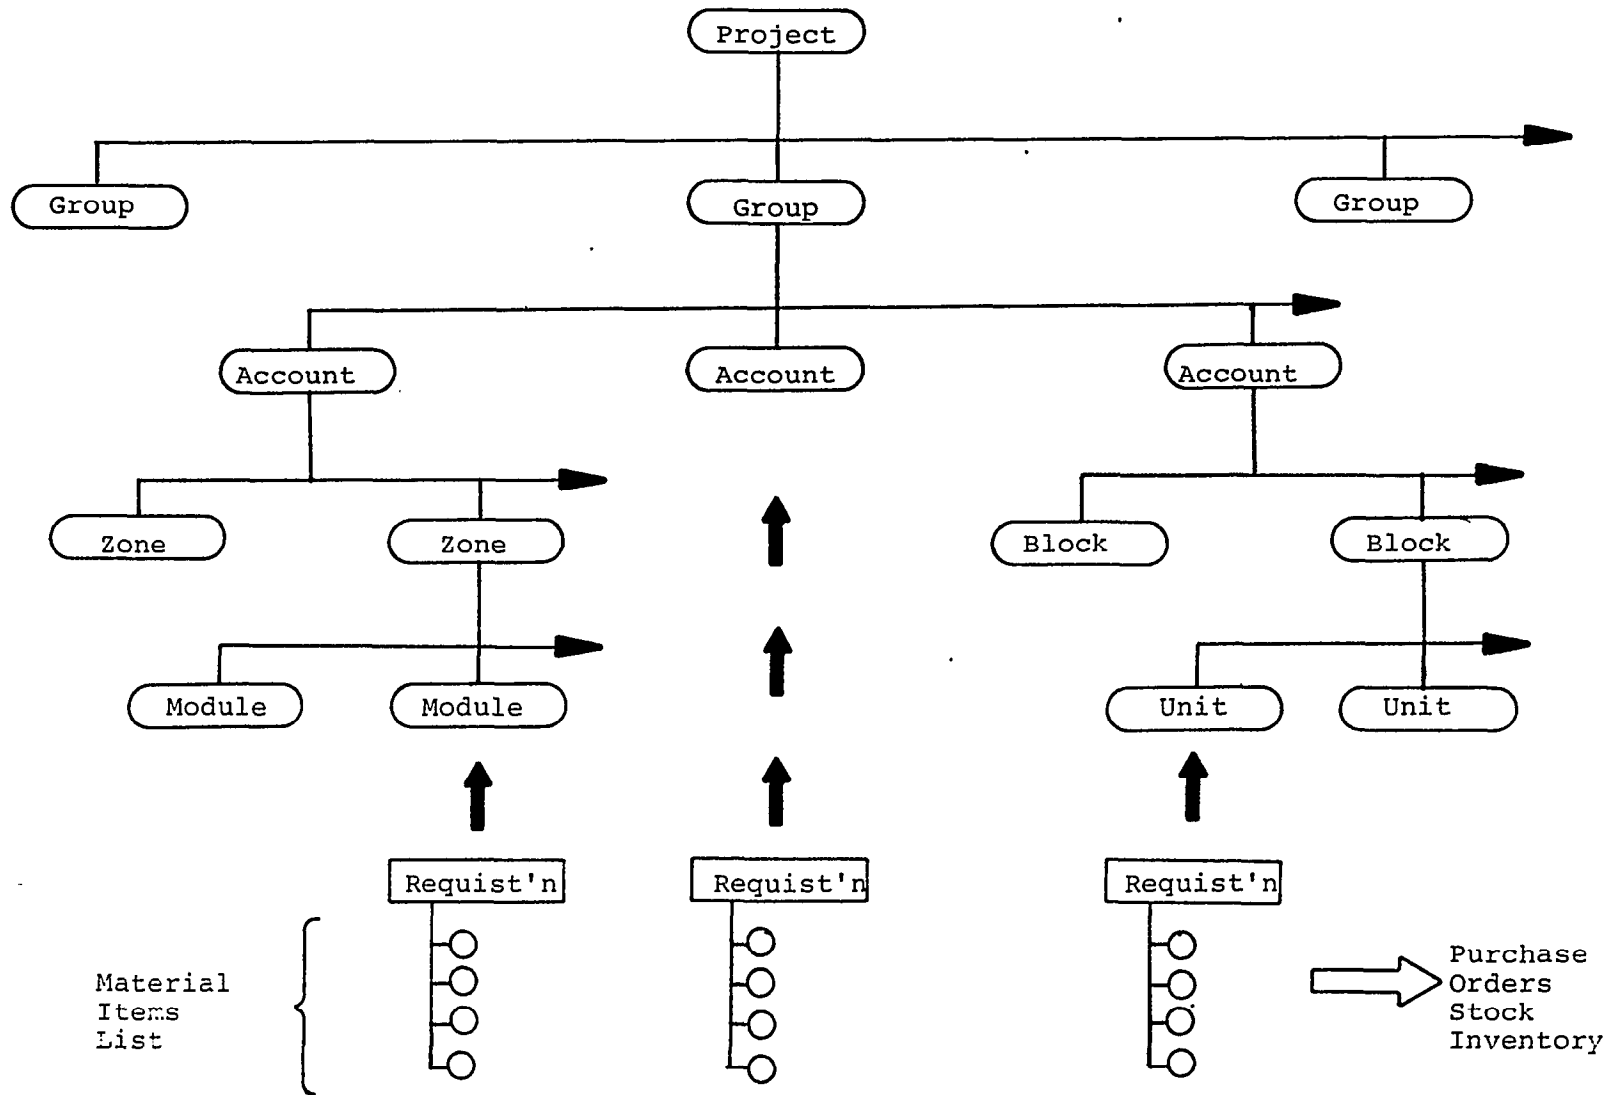 Project
Group
Group
Group
Account
Account
Account
Zone
Zone
Block
Block
Module
Module
Unit
Unit
Requist'n
Requist'n
Requist'n
Material
Items
List
Purchase
Orders
Stock
Inventory